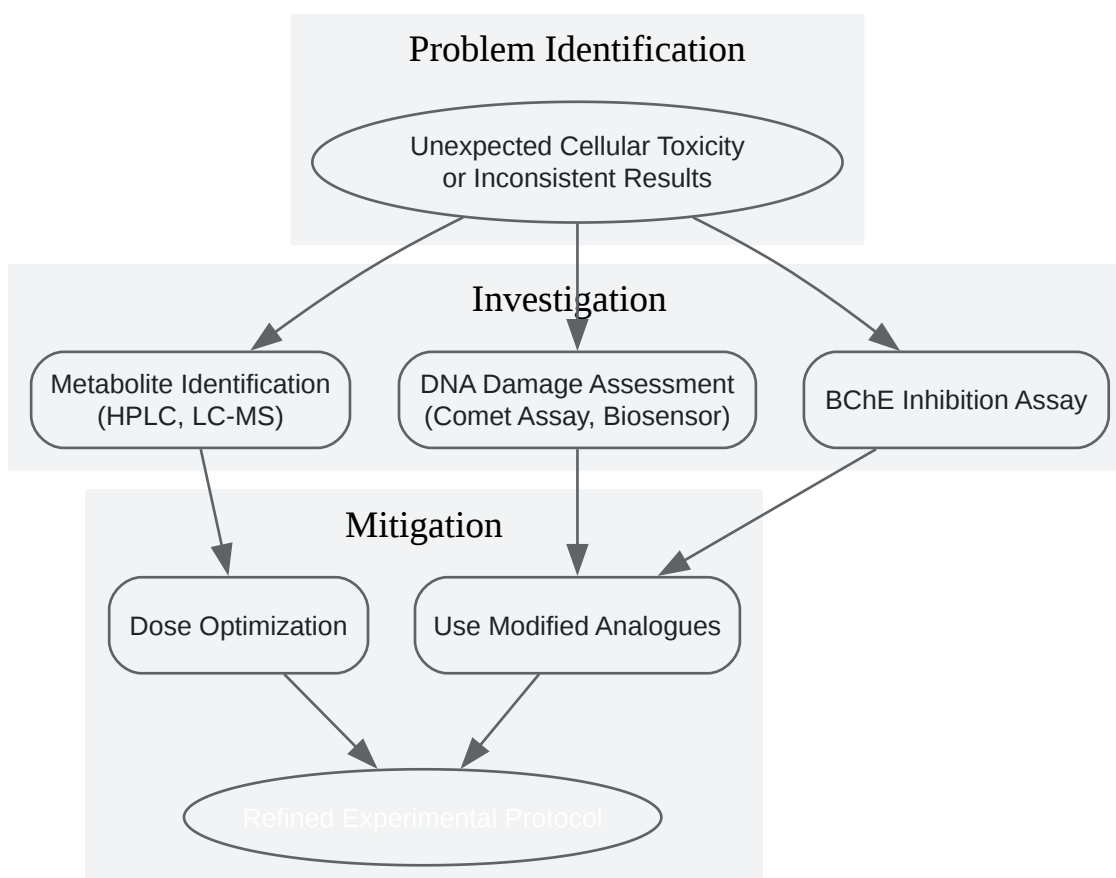 Problem Identification
Unexpected Cellular Toxicity
or Inconsistent Results
Investigation
Metabolite Identification
(HPLC, LC-MS)
DNA Damage Assessment
(Comet Assay, Biosensor)
BChE Inhibition Assay
Mitigation
Dose Optimization
Use Modified Analogues
Refined Experimental Protocol